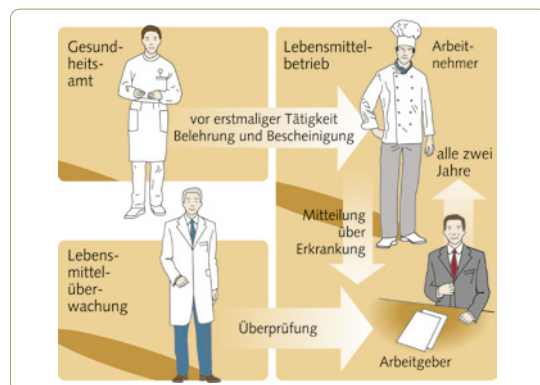 Gesund-
heits-
amt
Lebensmittel-
betrieb
Arbeit-
nehmer
vor erstmaliger Tätigkeit
Belehrung und Bescheinigung
alle zwei
Jahre
Mitteilung
über
Erkrankung
Lebens-
mittel-
über-
wachung
Überprüfung
Arbeitgeber